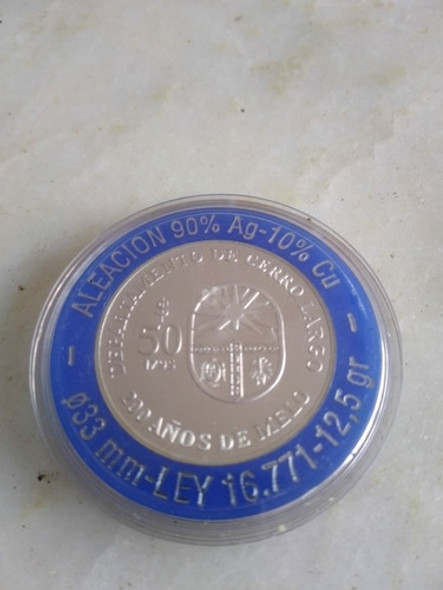 ALEACION 90% Ag-10% Cu
ø33 mm-LEY 16.771-12,5 gr
DEPARTAMENTO DE CERRO LARGO
50
200 AÑOS DE MELO